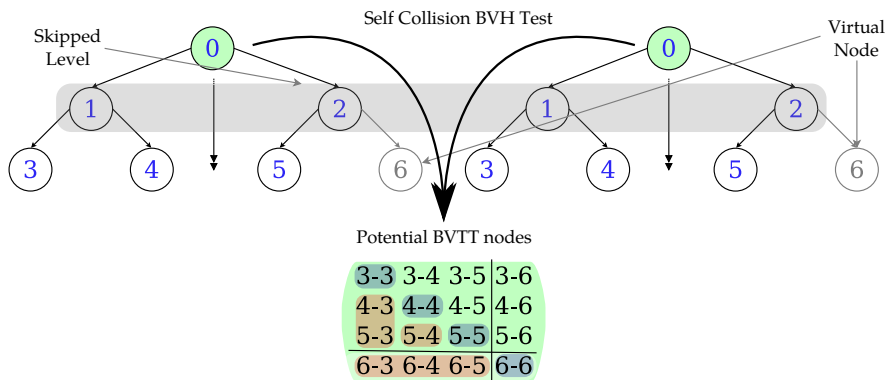 Self Collision BVH Test
Skipped
Level
Virtual
Node
0
0
1
2
1
2
3
4
5
6
3
4
5
6
Potential BVTT nodes
3-3 3-4 3-5 3-6
4-3 4-4 4-5 4-6
5-3 5-4 5-5 5-6
6-3 6-4 6-5 6-6